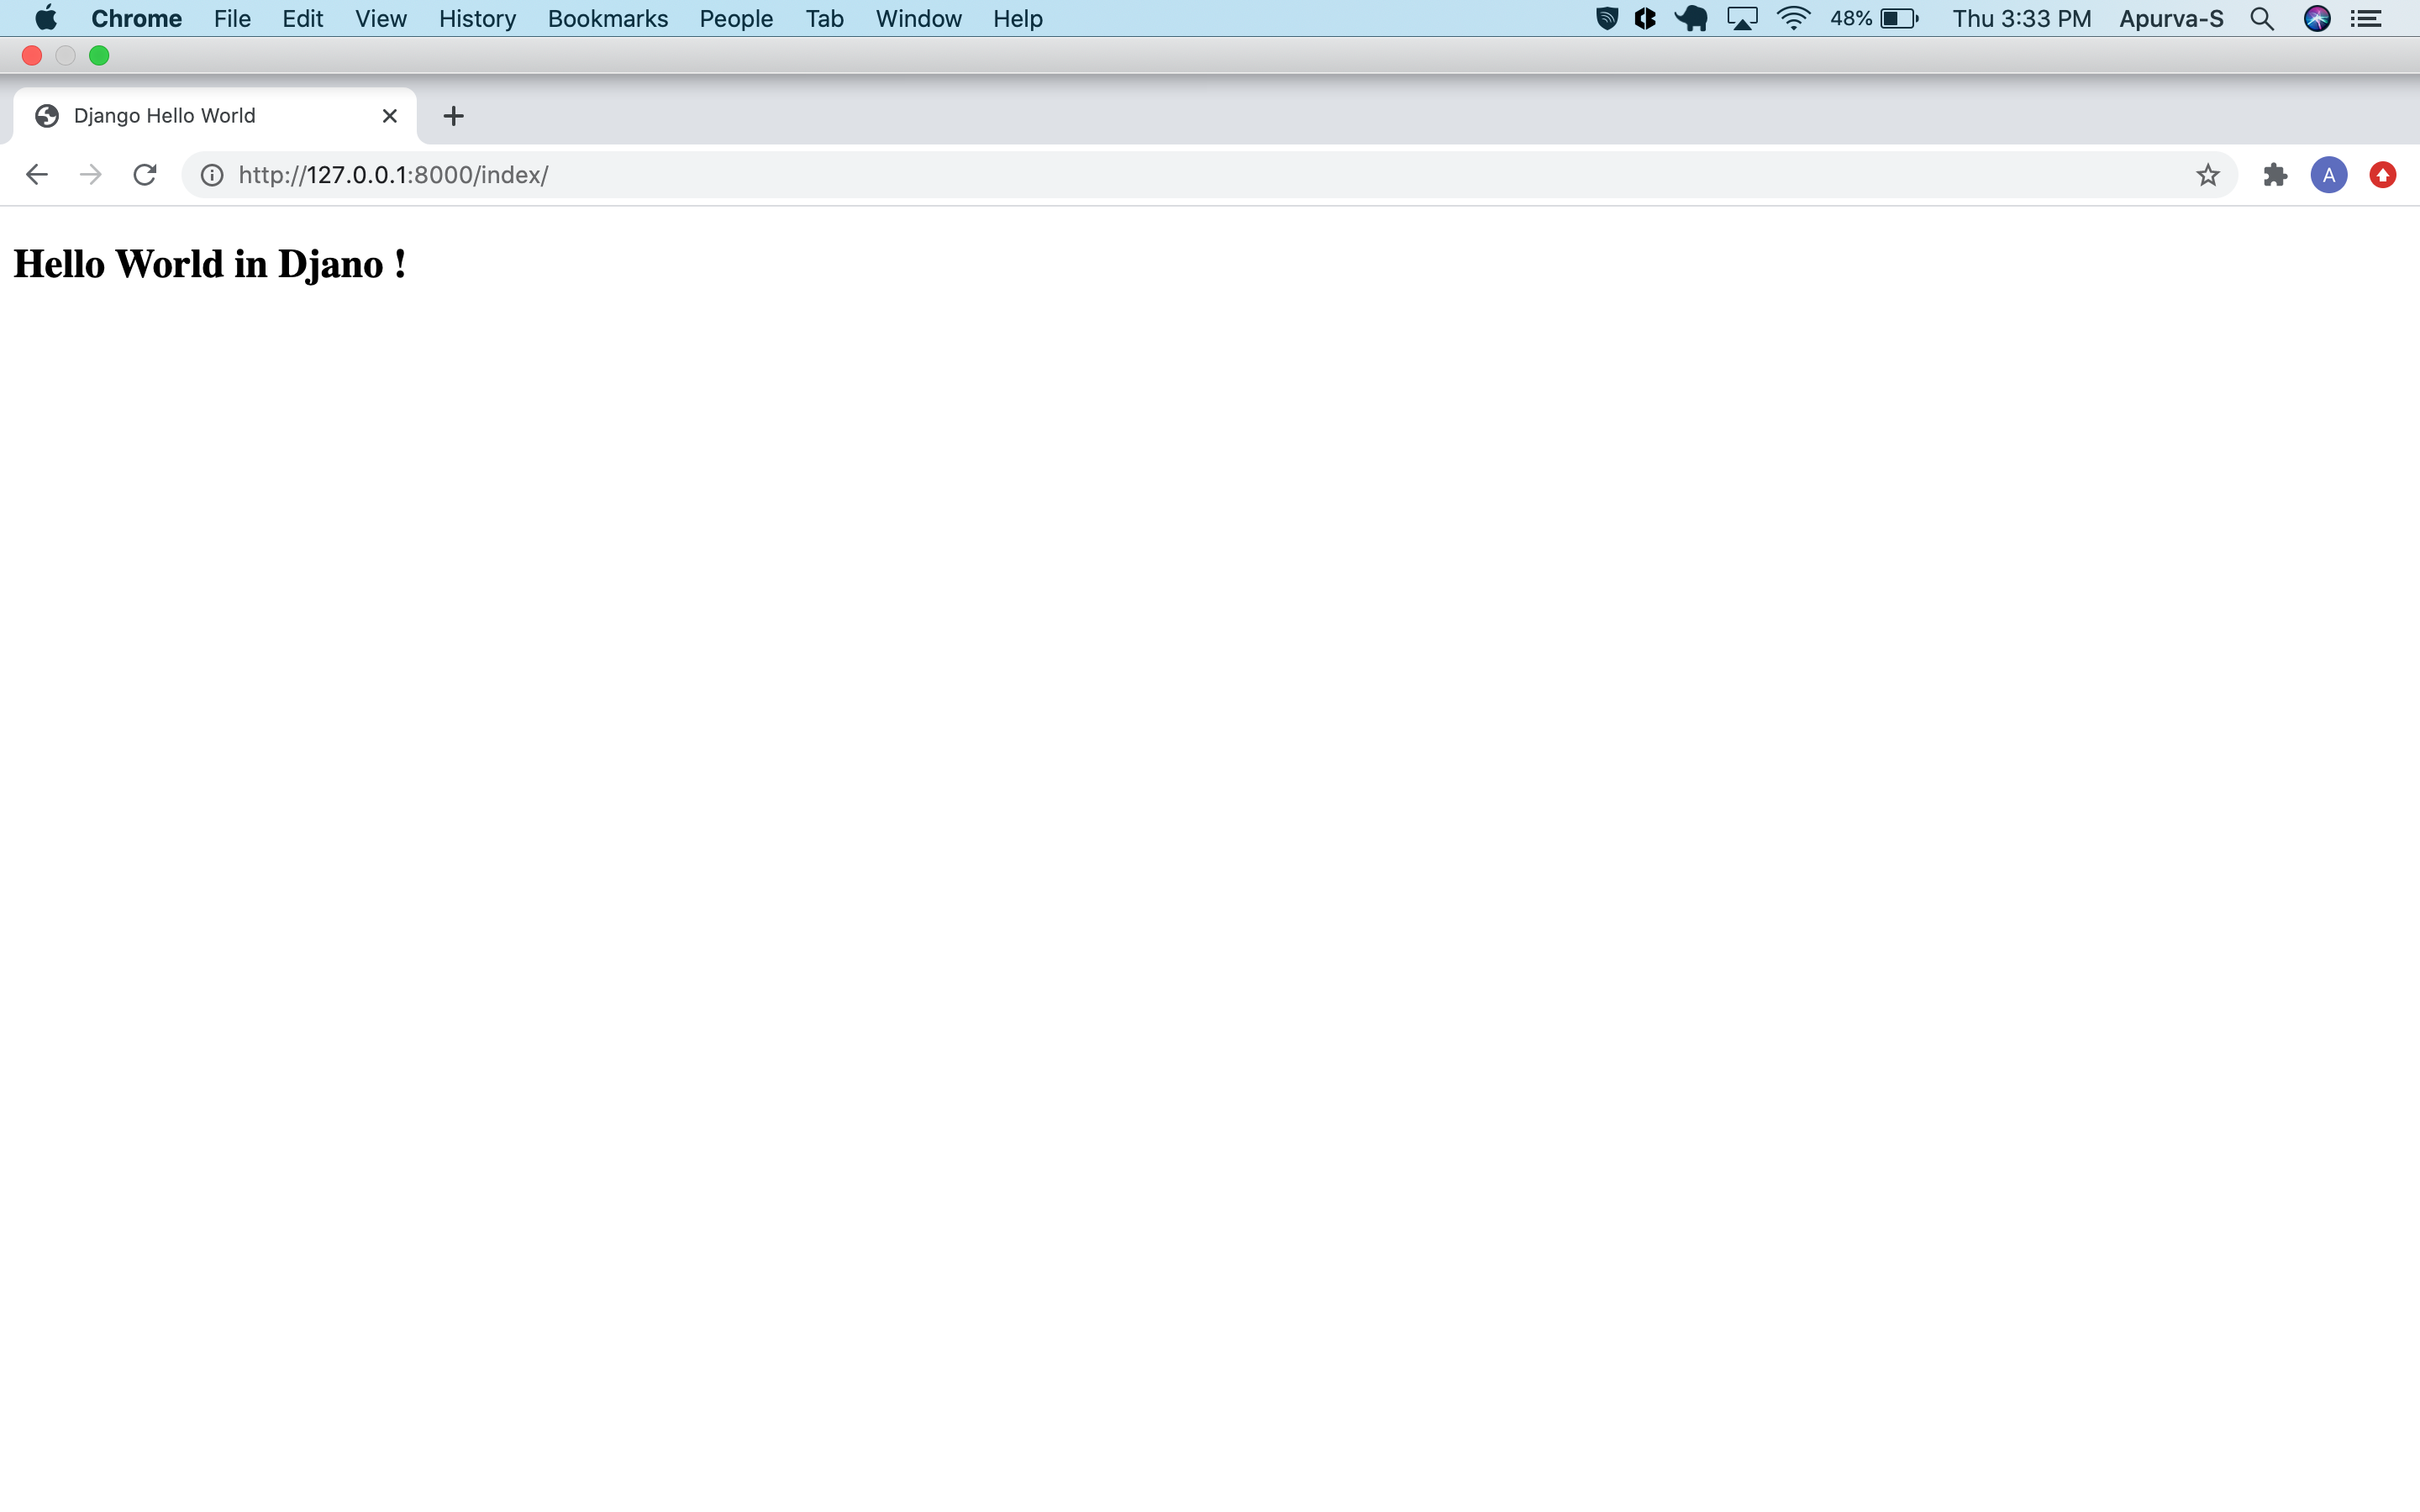 Chrome File Edit View History Bookmarks People Tab Window Help 48% Thu 3:33 PM Apurva-S
Django Hello World
http://127.0.0.1:8000/index/ A
Hello World in Djano !